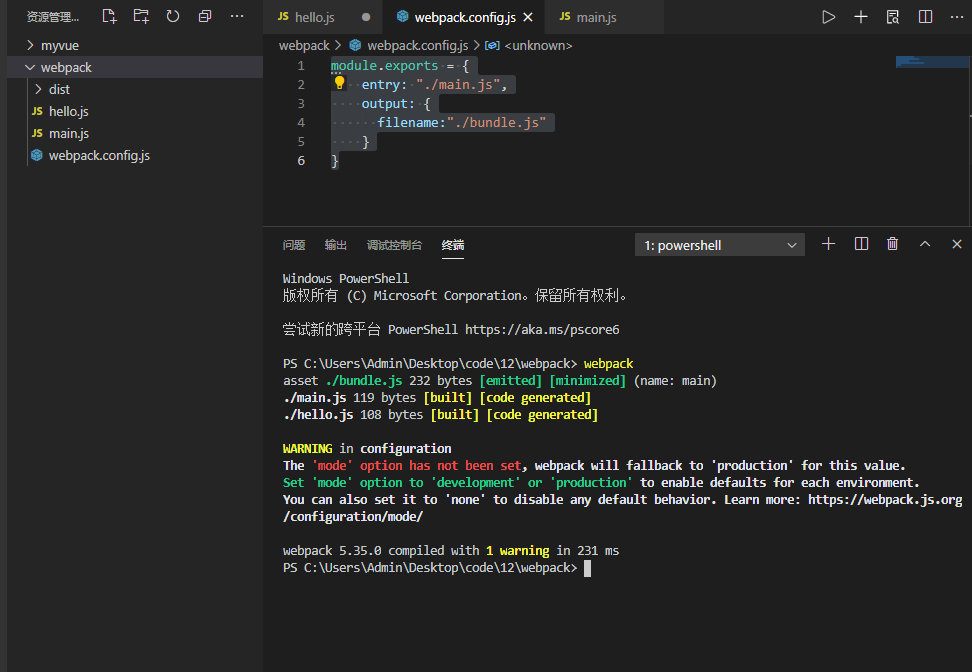 资源管理...
JS hello.js
webpack.config.js
JS main.js
myvue
webpack
dist
JS hello.js
JS main.js
webpack.config.js
webpack > webpack.config.js > <unknown>
1 module.exports = {
2 entry: "./main.js",
3 output: {
4 filename:"./bundle.js"
5 }
6 }
问题 输出 调试控制台 终端 1: powershell
Windows PowerShell
版权所有 (C) Microsoft Corporation。保留所有权利。
尝试新的跨平台 PowerShell https://aka.ms/pscore6
PS C:\Users\Admin\Desktop\code\12\webpack> webpack
asset ./bundle.js 232 bytes [emitted] [minimized] (name: main)
./main.js 119 bytes [built] [code generated]
./hello.js 108 bytes [built] [code generated]
WARNING in configuration
The 'mode' option has not been set, webpack will fallback to 'production' for this value.
Set 'mode' option to 'development' or 'production' to enable defaults for each environment.
You can also set it to 'none' to disable any default behavior. Learn more: https://webpack.js.org
/configuration/mode/
webpack 5.35.0 compiled with 1 warning in 231 ms
PS C:\Users\Admin\Desktop\code\12\webpack>